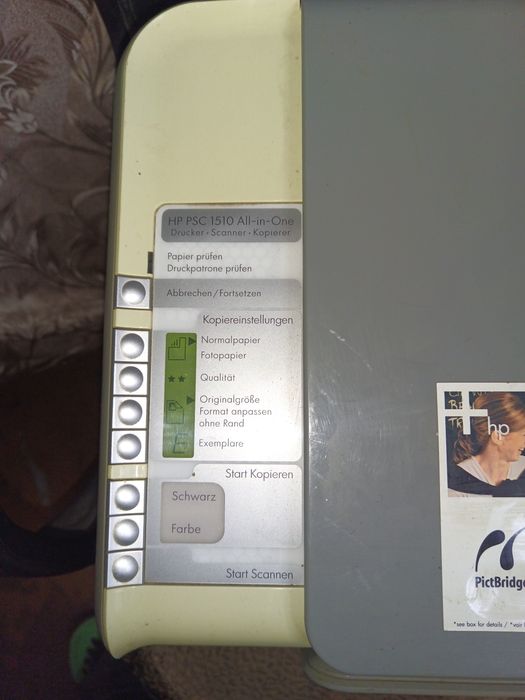 HP PSC 1510 All-in-One
Drucker • Scanner • Kopierer
Papier prüfen
Druckpatrone prüfen
Abbrechen/Fortsetzen
Kopiereinstellungen
Normalpapier
Fotopapier
Qualität
Originalgröße
Format anpassen
ohne Rand
Exemplare
Start Kopieren
Schwarz
Farbe
Start Scannen
hp
PictBridge
*see box for details / *voir